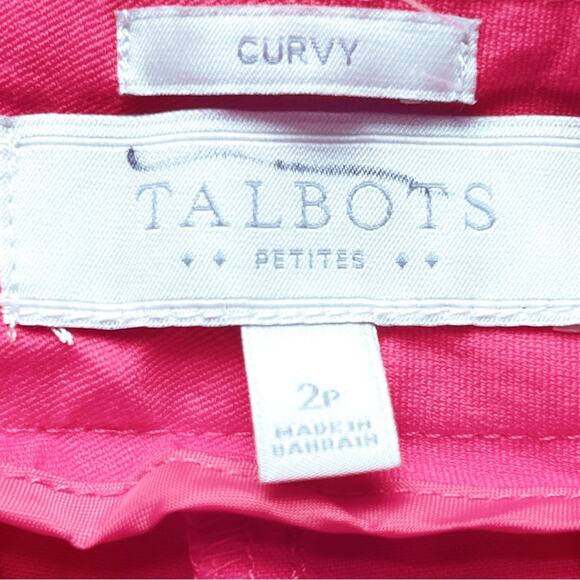 CURVY
TALBOTS
PETITES
2P
MADE IN
BAHRAIN